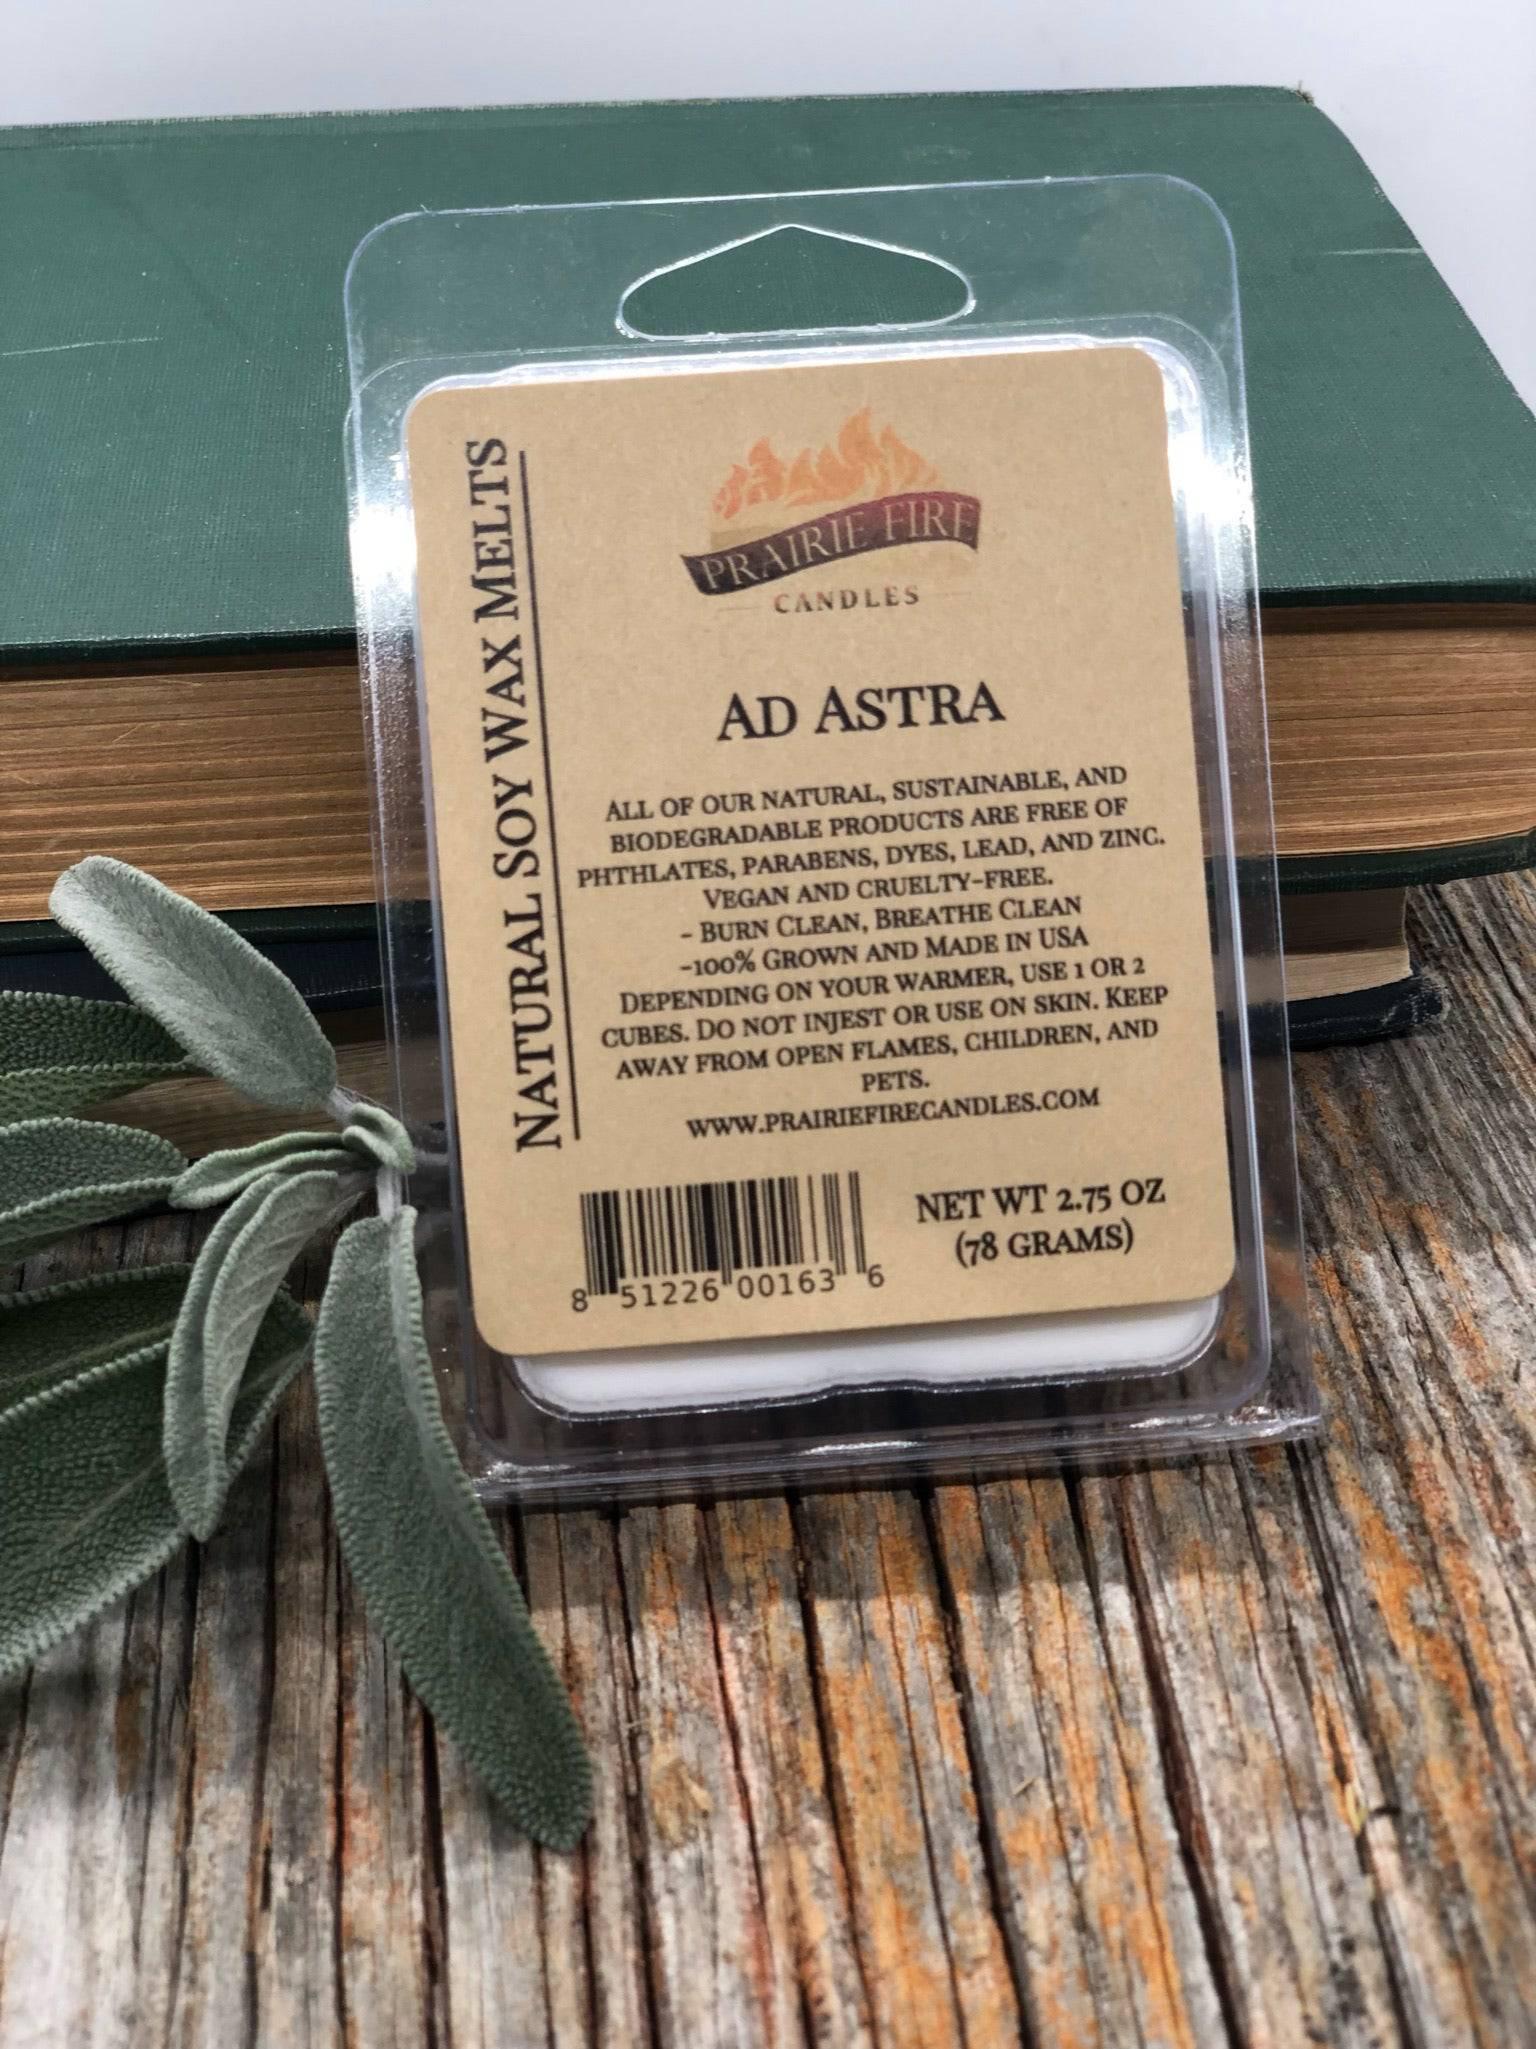 NATURAL SOY WAX MELTS
PRAIRIE FIRE
CANDLES
AD ASTRA
ALL OF OUR NATURAL, SUSTAINABLE, AND
BIODEGRADABLE PRODUCTS ARE FREE OF
PHTHLATES, PARABENS, DYES, LEAD, AND ZINC.
VEGAN AND CRUELTY-FREE.
- BURN CLEAN, BREATHE CLEAN
-100% GROWN AND MADE IN USA
DEPENDING ON YOUR WARMER, USE 1 OR 2
CUBES. DO NOT INJEST OR USE ON SKIN. KEEP
AWAY FROM OPEN FLAMES, CHILDREN, AND
PETS.
WWW.PRAIRIEFIRECANDLES.COM
8 51226 00163 6
NET WT 2.75 OZ
(78 GRAMS)